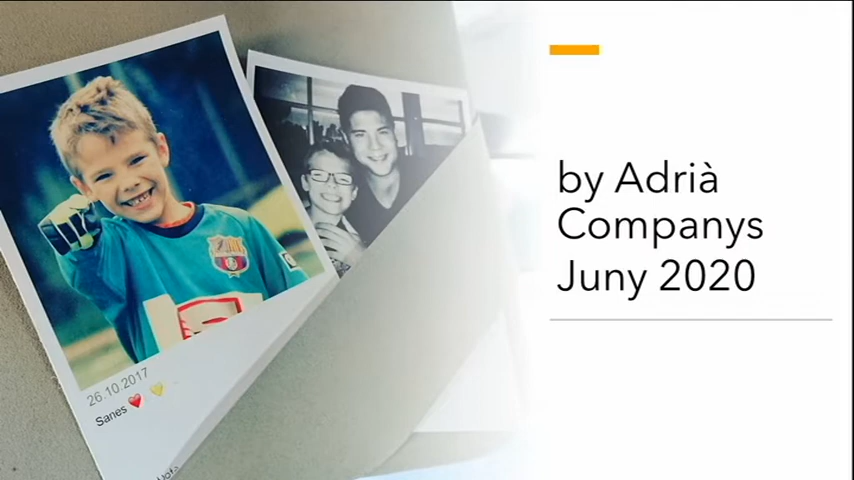 26.10.2017
Sanes ❤️ 💛
by Adrià
Companys
Juny 2020